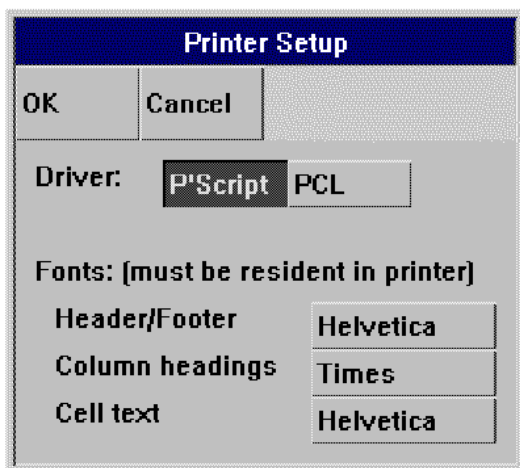 Printer Setup
OK Cancel
Driver: P'Script PCL
Fonts: (must be resident in printer)
Header/Footer Helvetica
Column headings Times
Cell text Helvetica